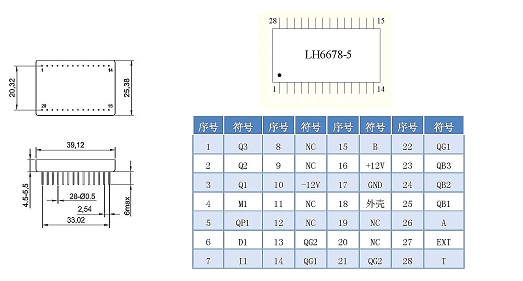 28 15
LH6678-5
1 14
1 14
28 15
20,32
25,38
39,12
4.5-5,5
28-Ø0.5
2,54
33,02
6max
序号 符号 序号 符号 序号 符号 序号 符号
1 Q3 8 NC 15 B 22 QG1
2 Q2 9 NC 16 +12V 23 QB3
3 Q1 10 -12V 17 GND 24 QB2
4 M1 11 NC 18 外壳 25 QB1
5 QP1 12 NC 19 NC 26 A
6 D1 13 QG2 20 NC 27 EXT
7 I1 14 QG1 21 QG2 28 T